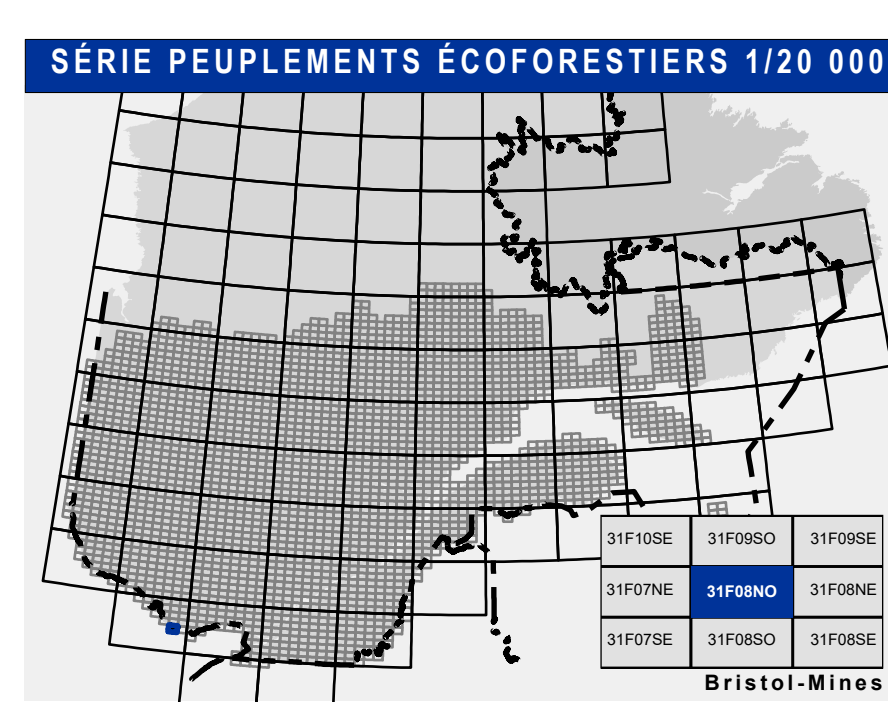 SÉRIE PEUPLEMENTS ÉCOFORESTIERS 1/20 000
31F10SE 31F09SO 31F09SE
31F07NE 31F08NO 31F08NE
31F07SE 31F08SO 31F08SE
Bristol-Mines